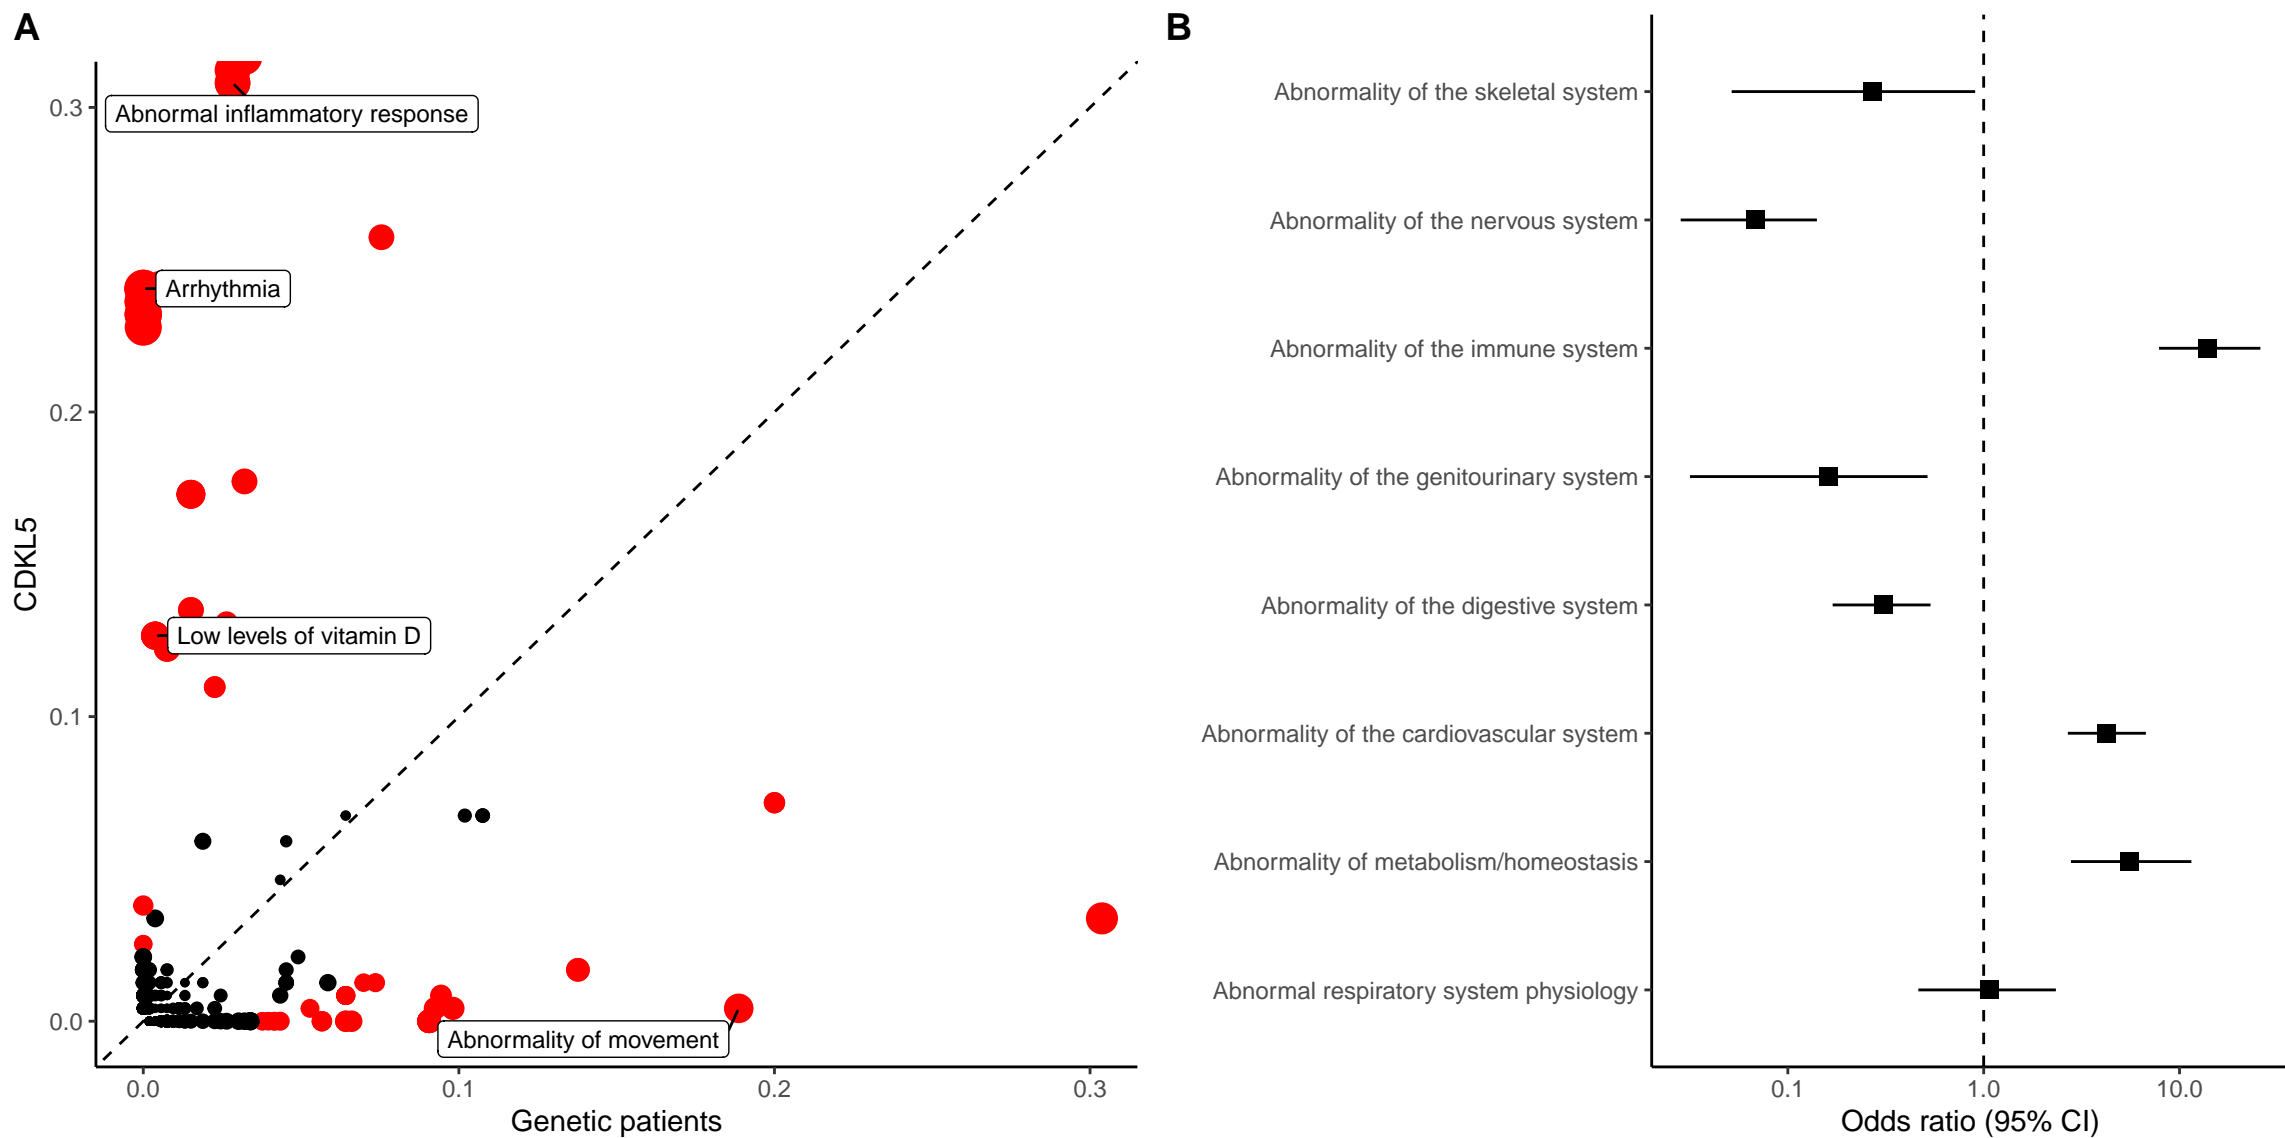 A
CDKL5
0.3
0.2
0.1
0.0
Abnormal inflammatory response
Arrhythmia
Low levels of vitamin D
Abnormality of movement
0.0
0.1
0.2
0.3
Genetic patients
B
Abnormality of the skeletal system
Abnormality of the nervous system
Abnormality of the immune system
Abnormality of the genitourinary system
Abnormality of the digestive system
Abnormality of the cardiovascular system
Abnormality of metabolism/homeostasis
Abnormal respiratory system physiology
0.1
1.0
10.0
Odds ratio (95% CI)